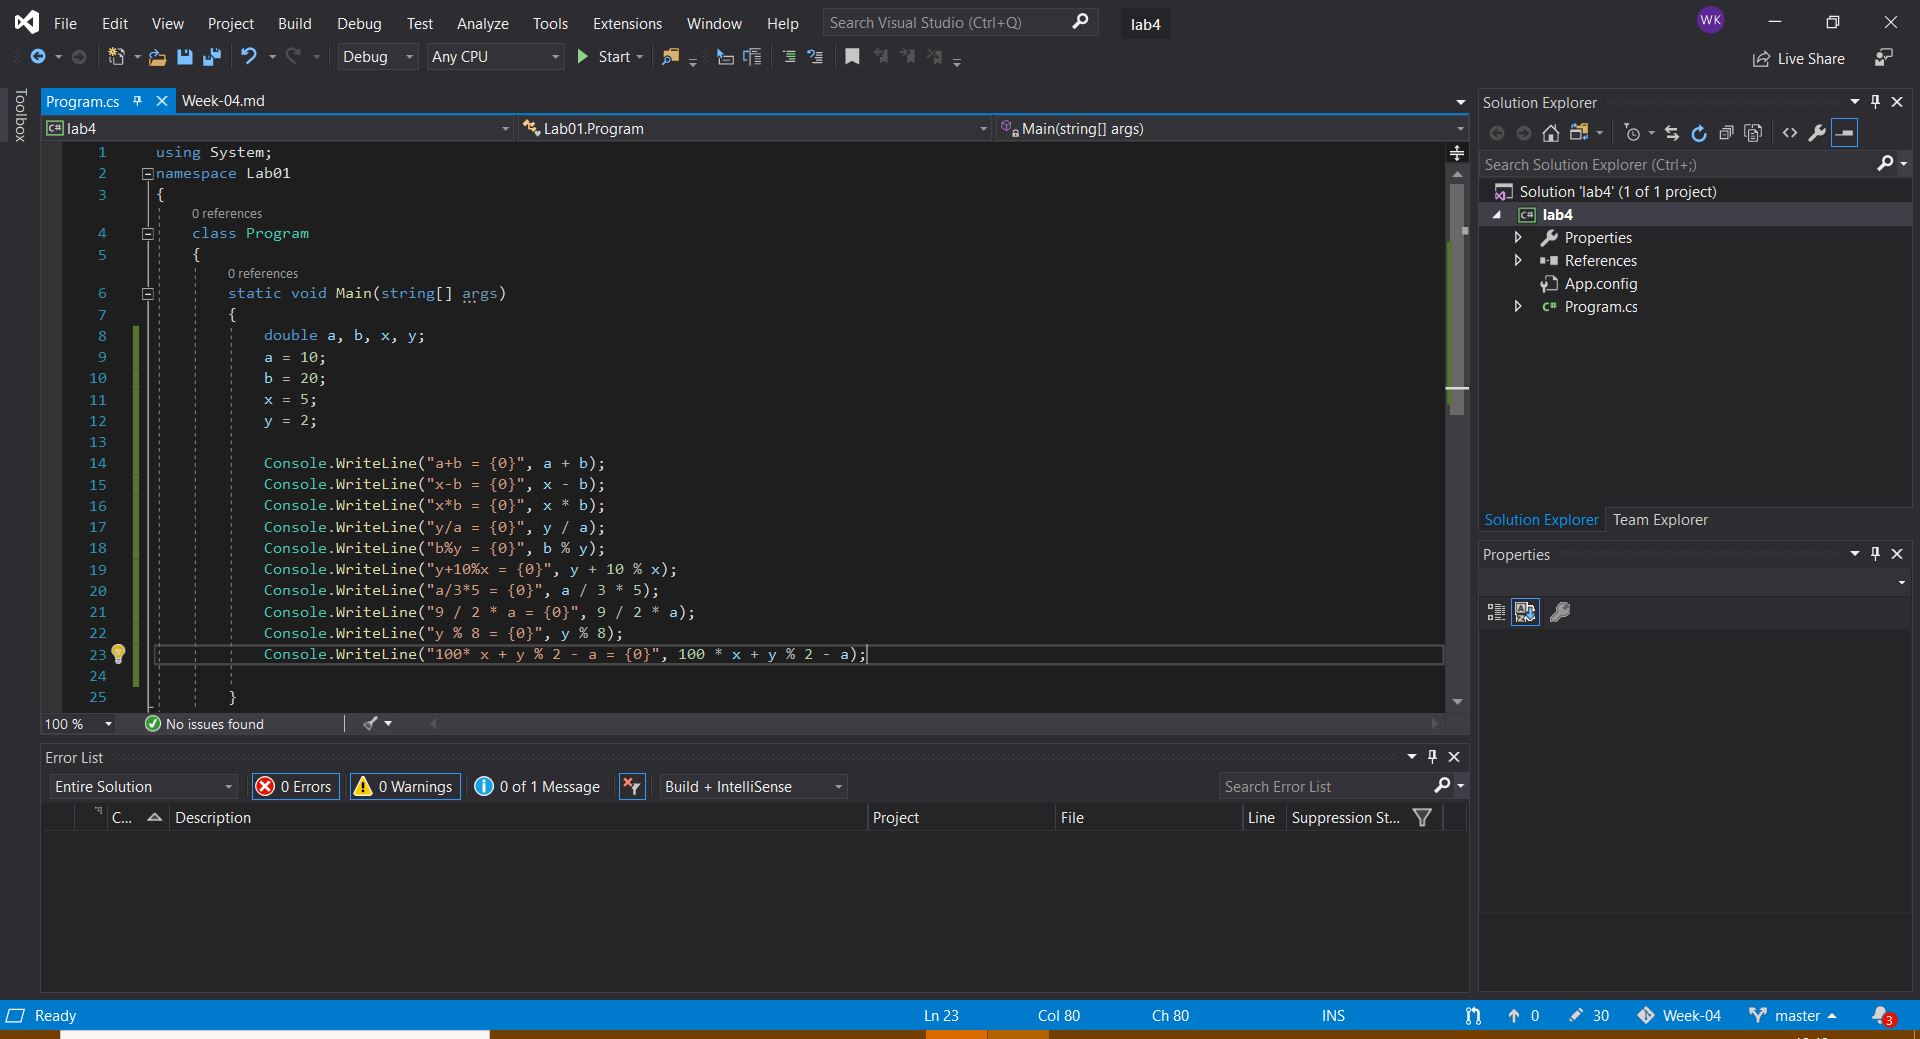 File Edit View Project Build Debug Test Analyze Tools Extensions Window Help Search Visual Studio (Ctrl+Q) lab4 WK
Debug Any CPU Start Live Share
Toolbox
Program.cs Week-04.md
C# lab4 Lab01.Program Main(string[] args)
1 using System;
2 namespace Lab01
3 {
0 references
4 class Program
5 {
0 references
6 static void Main(string[] args)
7 {
8 double a, b, x, y;
9 a = 10;
10 b = 20;
11 x = 5;
12 y = 2;
13
14 Console.WriteLine("a+b = {0}", a + b);
15 Console.WriteLine("x-b = {0}", x - b);
16 Console.WriteLine("x*b = {0}", x * b);
17 Console.WriteLine("y/a = {0}", y / a);
18 Console.WriteLine("b%y = {0}", b % y);
19 Console.WriteLine("y+10%x = {0}", y + 10 % x);
20 Console.WriteLine("a/3*5 = {0}", a / 3 * 5);
21 Console.WriteLine("9 / 2 * a = {0}", 9 / 2 * a);
22 Console.WriteLine("y % 8 = {0}", y % 8);
23 Console.WriteLine("100* x + y % 2 - a = {0}", 100 * x + y % 2 - a);
24
25 }
100 % No issues found
Error List
Entire Solution 0 Errors 0 Warnings 0 of 1 Message Build + IntelliSense Search Error List
C... Description Project File Line Suppression St...
Solution Explorer
Search Solution Explorer (Ctrl+;)
Solution 'lab4' (1 of 1 project)
C# lab4
Properties
References
App.config
C# Program.cs
Solution Explorer Team Explorer
Properties
Ready Ln 23 Col 80 Ch 80 INS 0 30 Week-04 master 3